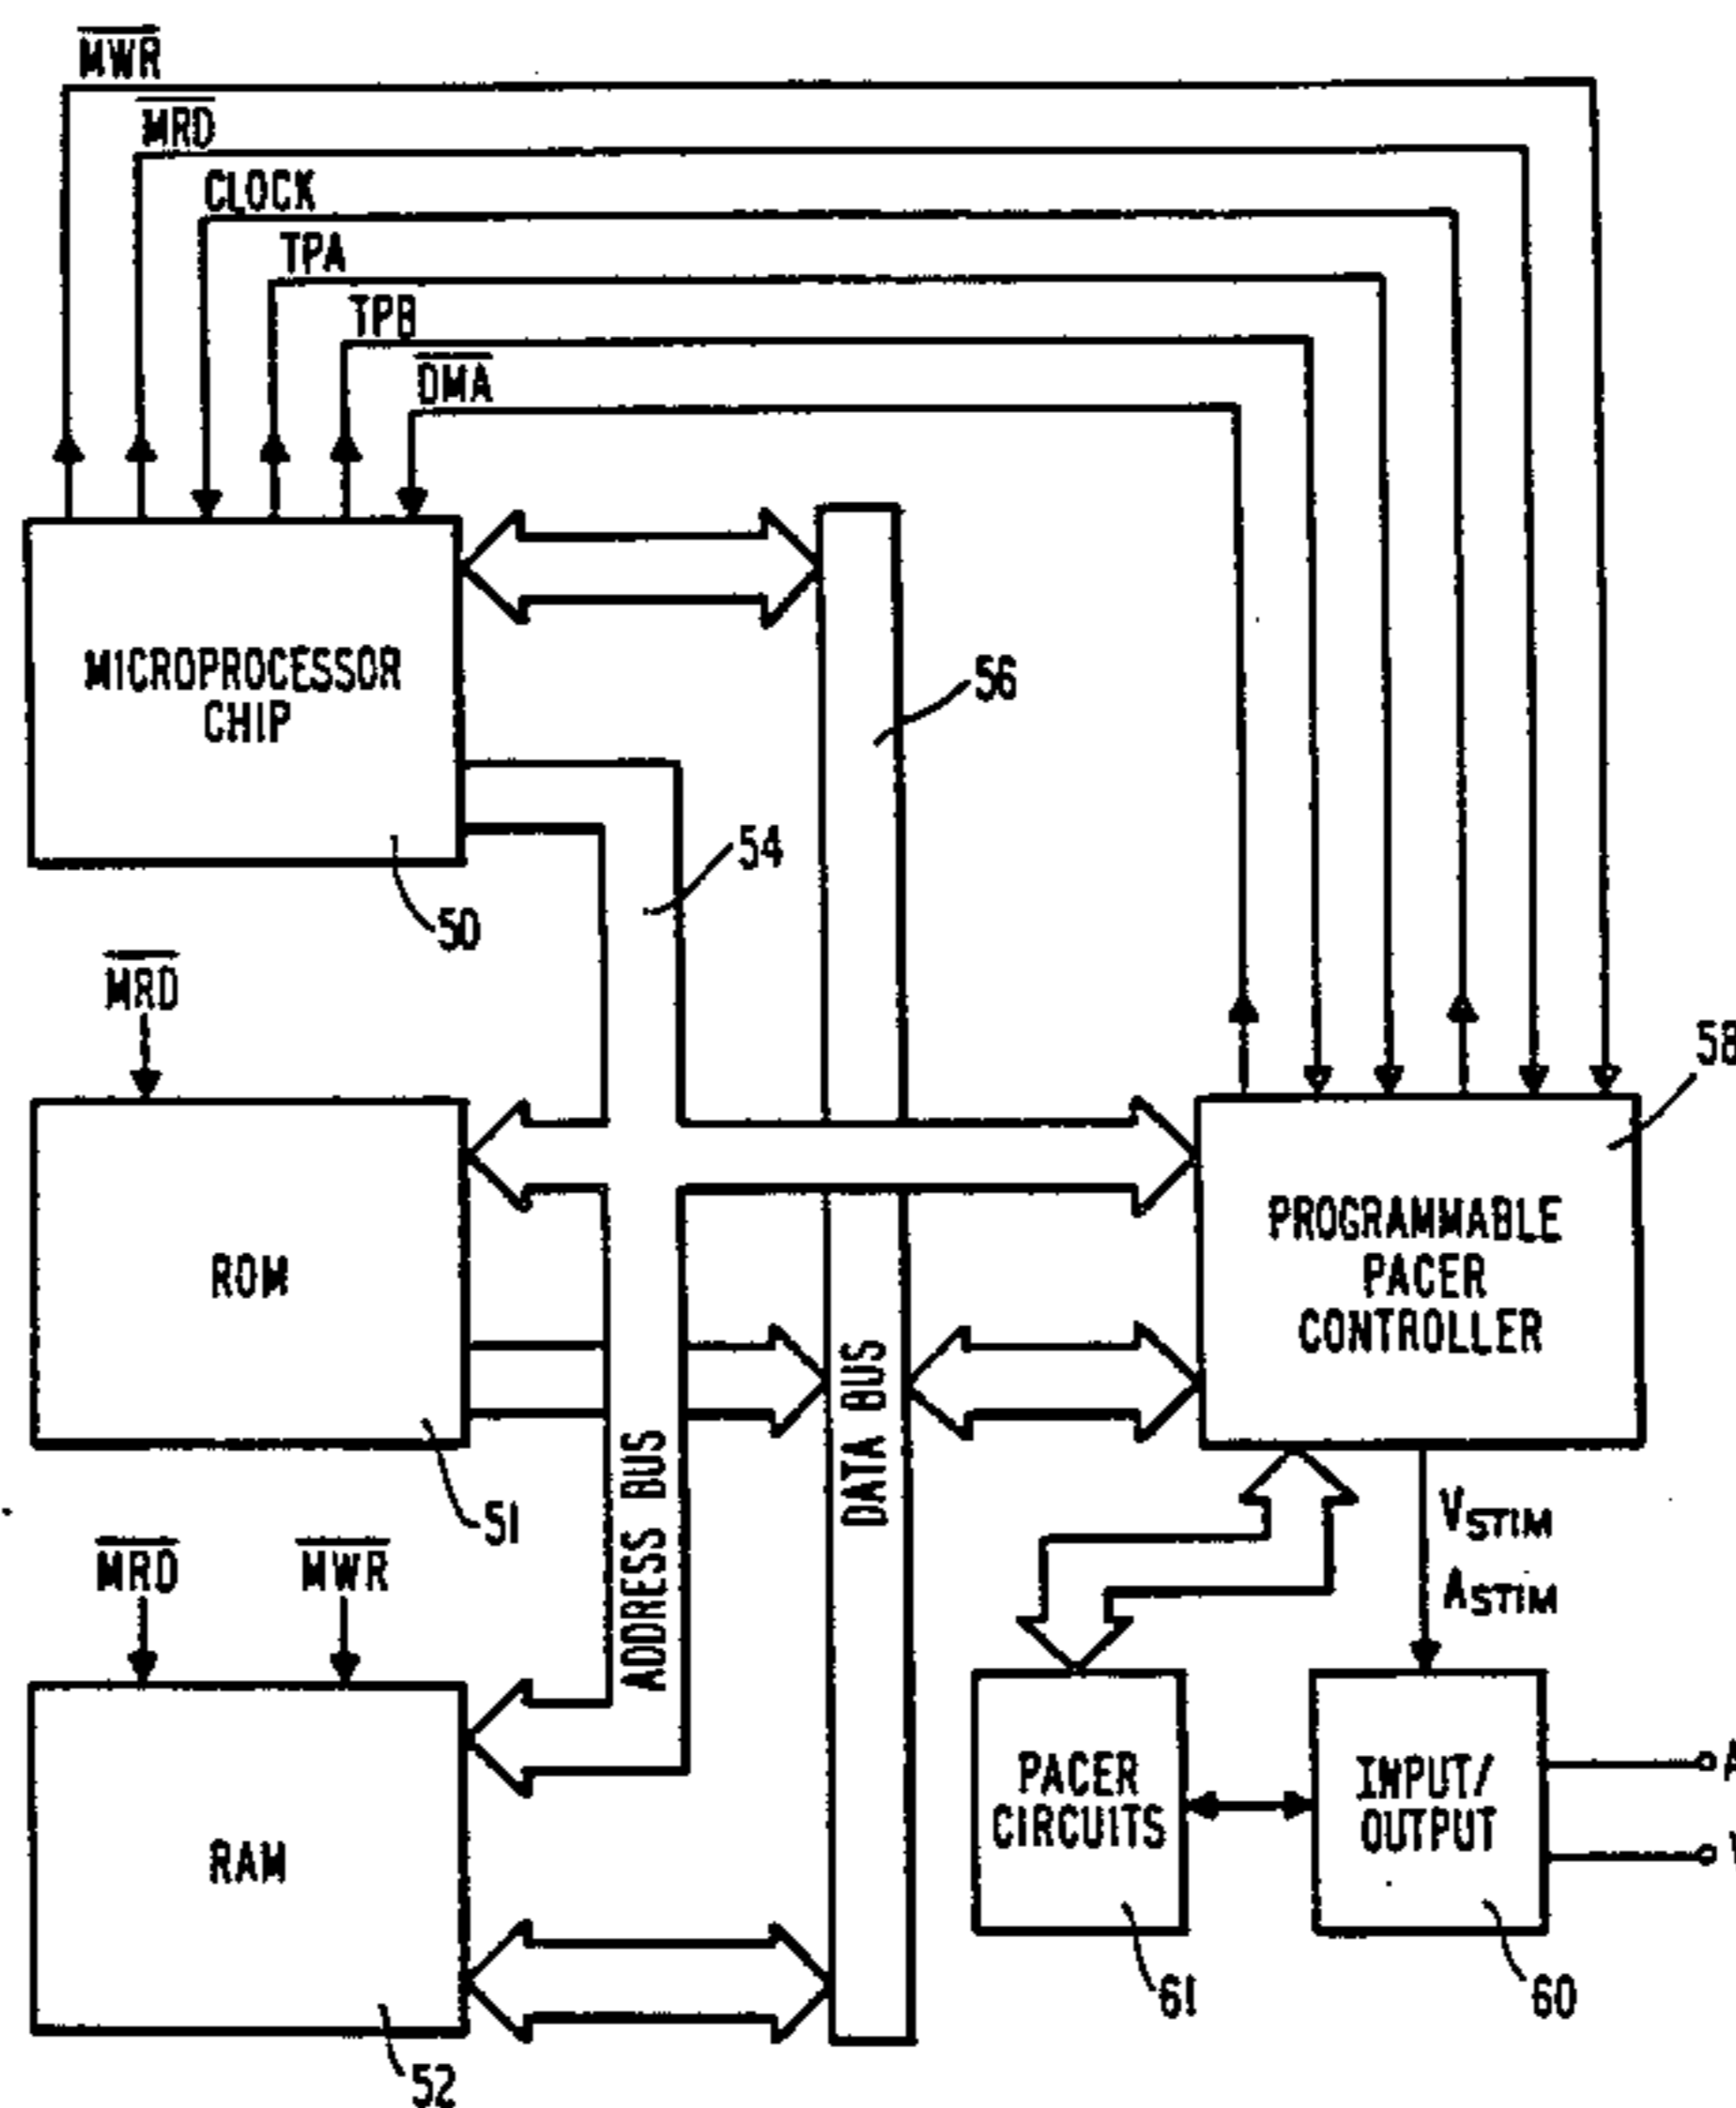 MWR
MRD
CLOCK
TPA
TPB
DMA
MICROPROCESSOR
CHIP
56
54
50
MRD
58
ROM
PROGRAMMABLE
PACER
CONTROLLER
51
ADDRESS BUS
DATA BUS
VSTIM
ASTIM
MRD
MWR
RAM
PACER
CIRCUITS
INPUT/
OUTPUT
A
61
60
52